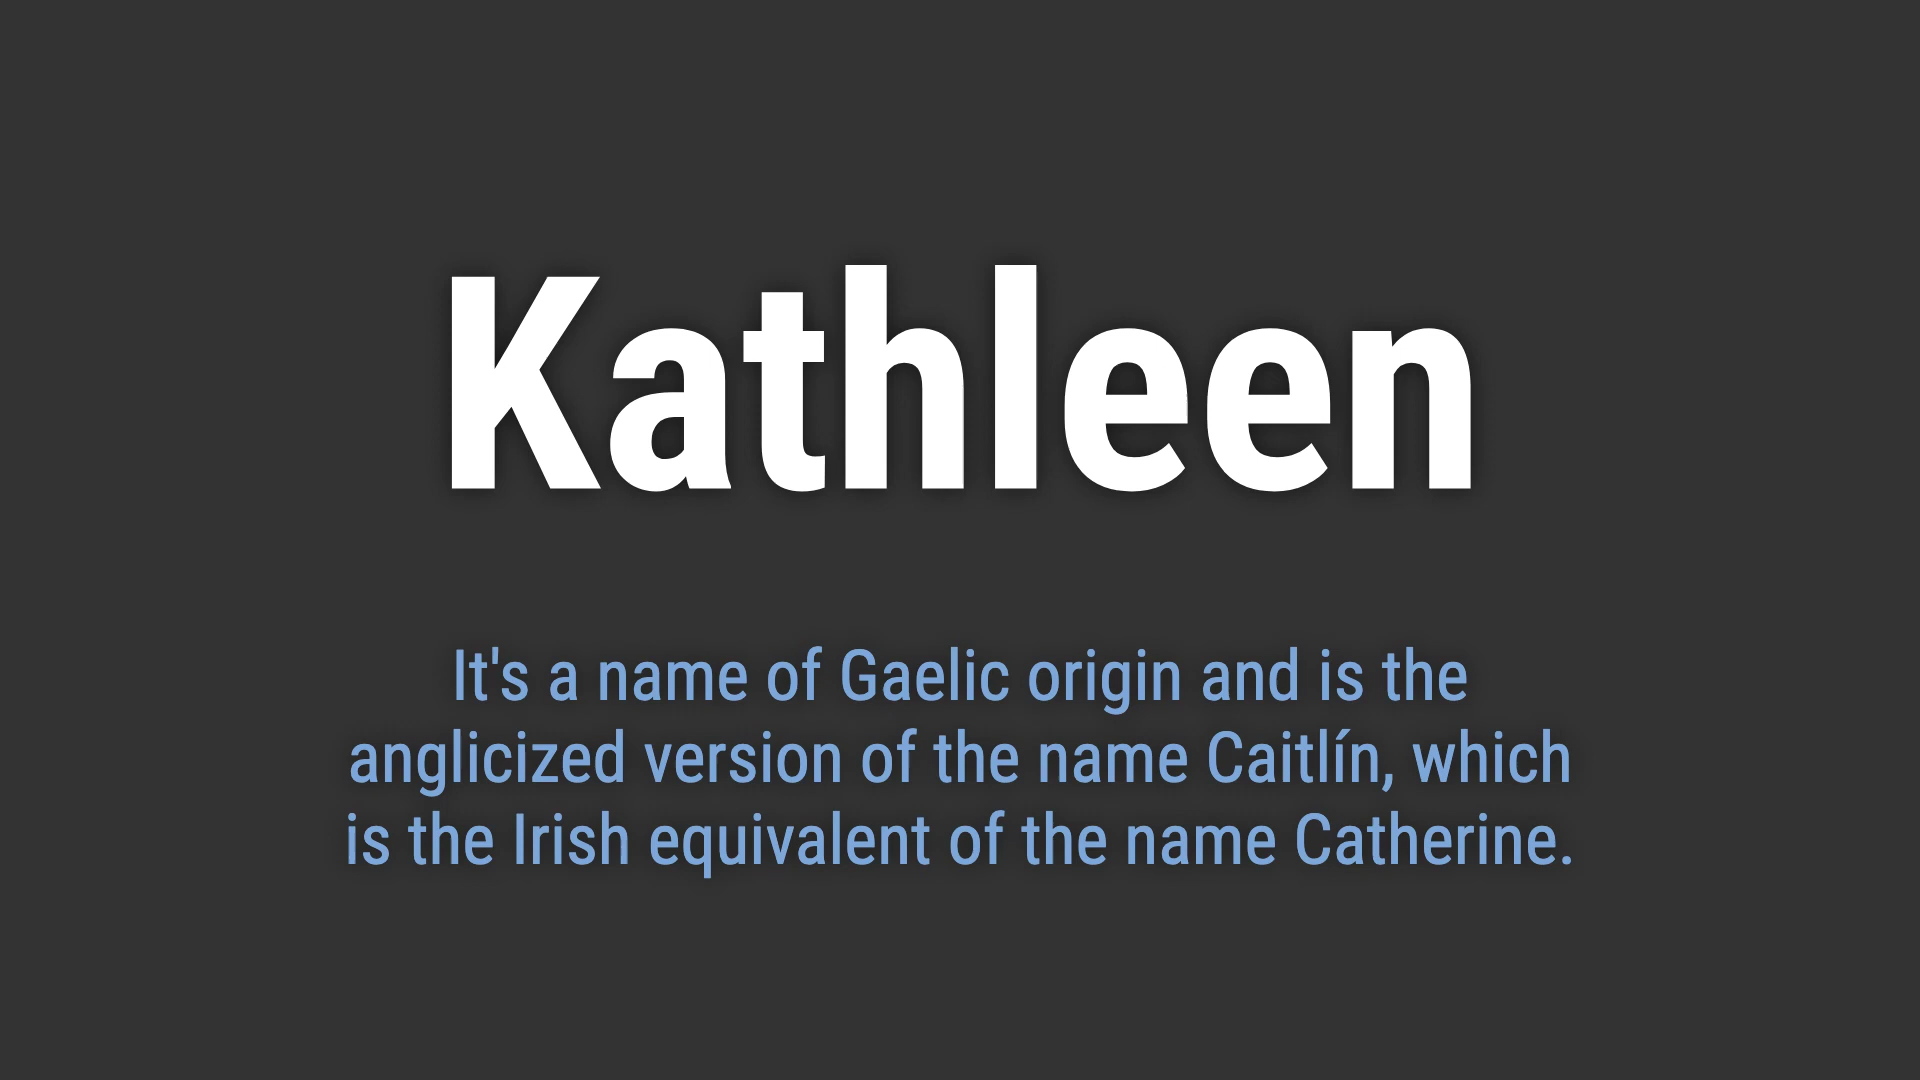 Kathleen
It's a name of Gaelic origin and is the
anglicized version of the name Caitlín, which
is the Irish equivalent of the name Catherine.